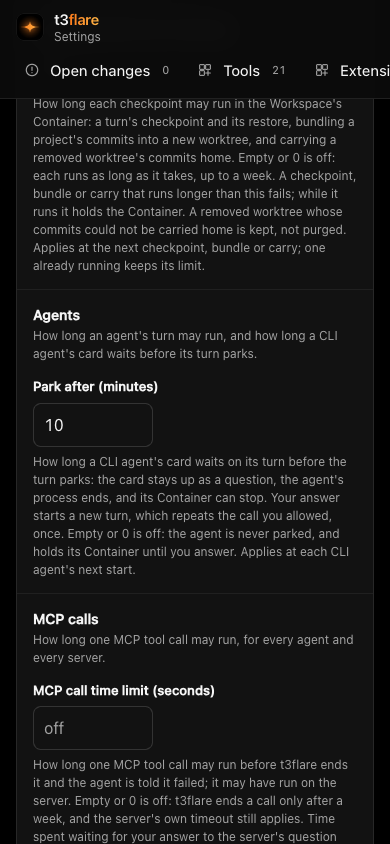 t3flare
Settings
Open changes 0 Tools 21 Extensi
How long each checkpoint may run in the Workspace's
Container: a turn's checkpoint and its restore, bundling a
project's commits into a new worktree, and carrying a
removed worktree's commits home. Empty or 0 is off:
each runs as long as it takes, up to a week. A checkpoint,
bundle or carry that runs longer than this fails; while it
runs it holds the Container. A removed worktree whose
commits could not be carried home is kept, not purged.
Applies at the next checkpoint, bundle or carry; one
already running keeps its limit.
Agents
How long an agent's turn may run, and how long a CLI
agent's card waits before its turn parks.
Park after (minutes)
10
How long a CLI agent's card waits on its turn before the
turn parks: the card stays up as a question, the agent's
process ends, and its Container can stop. Your answer
starts a new turn, which repeats the call you allowed,
once. Empty or 0 is off: the agent is never parked, and
holds its Container until you answer. Applies at each CLI
agent's next start.
MCP calls
How long one MCP tool call may run, for every agent and
every server.
MCP call time limit (seconds)
off
How long one MCP tool call may run before t3flare ends
it and the agent is told it failed; it may have run on the
server. Empty or 0 is off: t3flare ends a call only after a
week, and the server's own timeout still applies. Time
spent waiting for your answer to the server's question